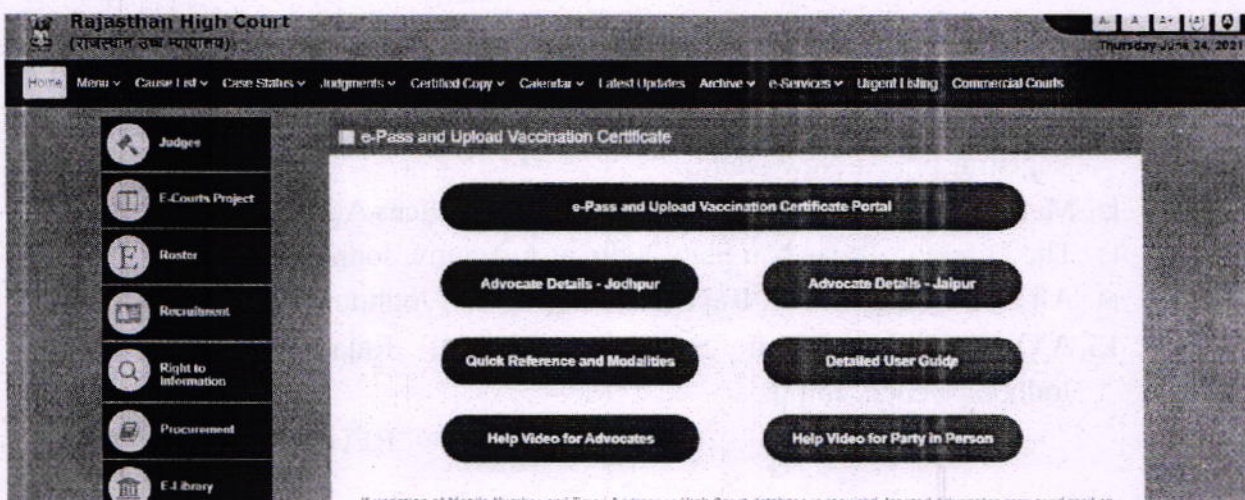 Rajasthan High Court
(राजस्थान उच्च न्यायालय)
A- A A+ A A
Thursday June 24, 2021
Home Menu Cause List Case Status Judgments Certified Copy Calendar Latest Updates Archive e-Services Urgent Listing Commercial Courts
Judges
E-Courts Project
Roster
Recruitment
Right to
Information
Procurement
E-Library
e-Pass and Upload Vaccination Certificate
e-Pass and Upload Vaccination Certificate Portal
Advocate Details - Jodhpur
Advocate Details - Jaipur
Quick Reference and Modalities
Detailed User Guide
Help Video for Advocates
Help Video for Party in Person